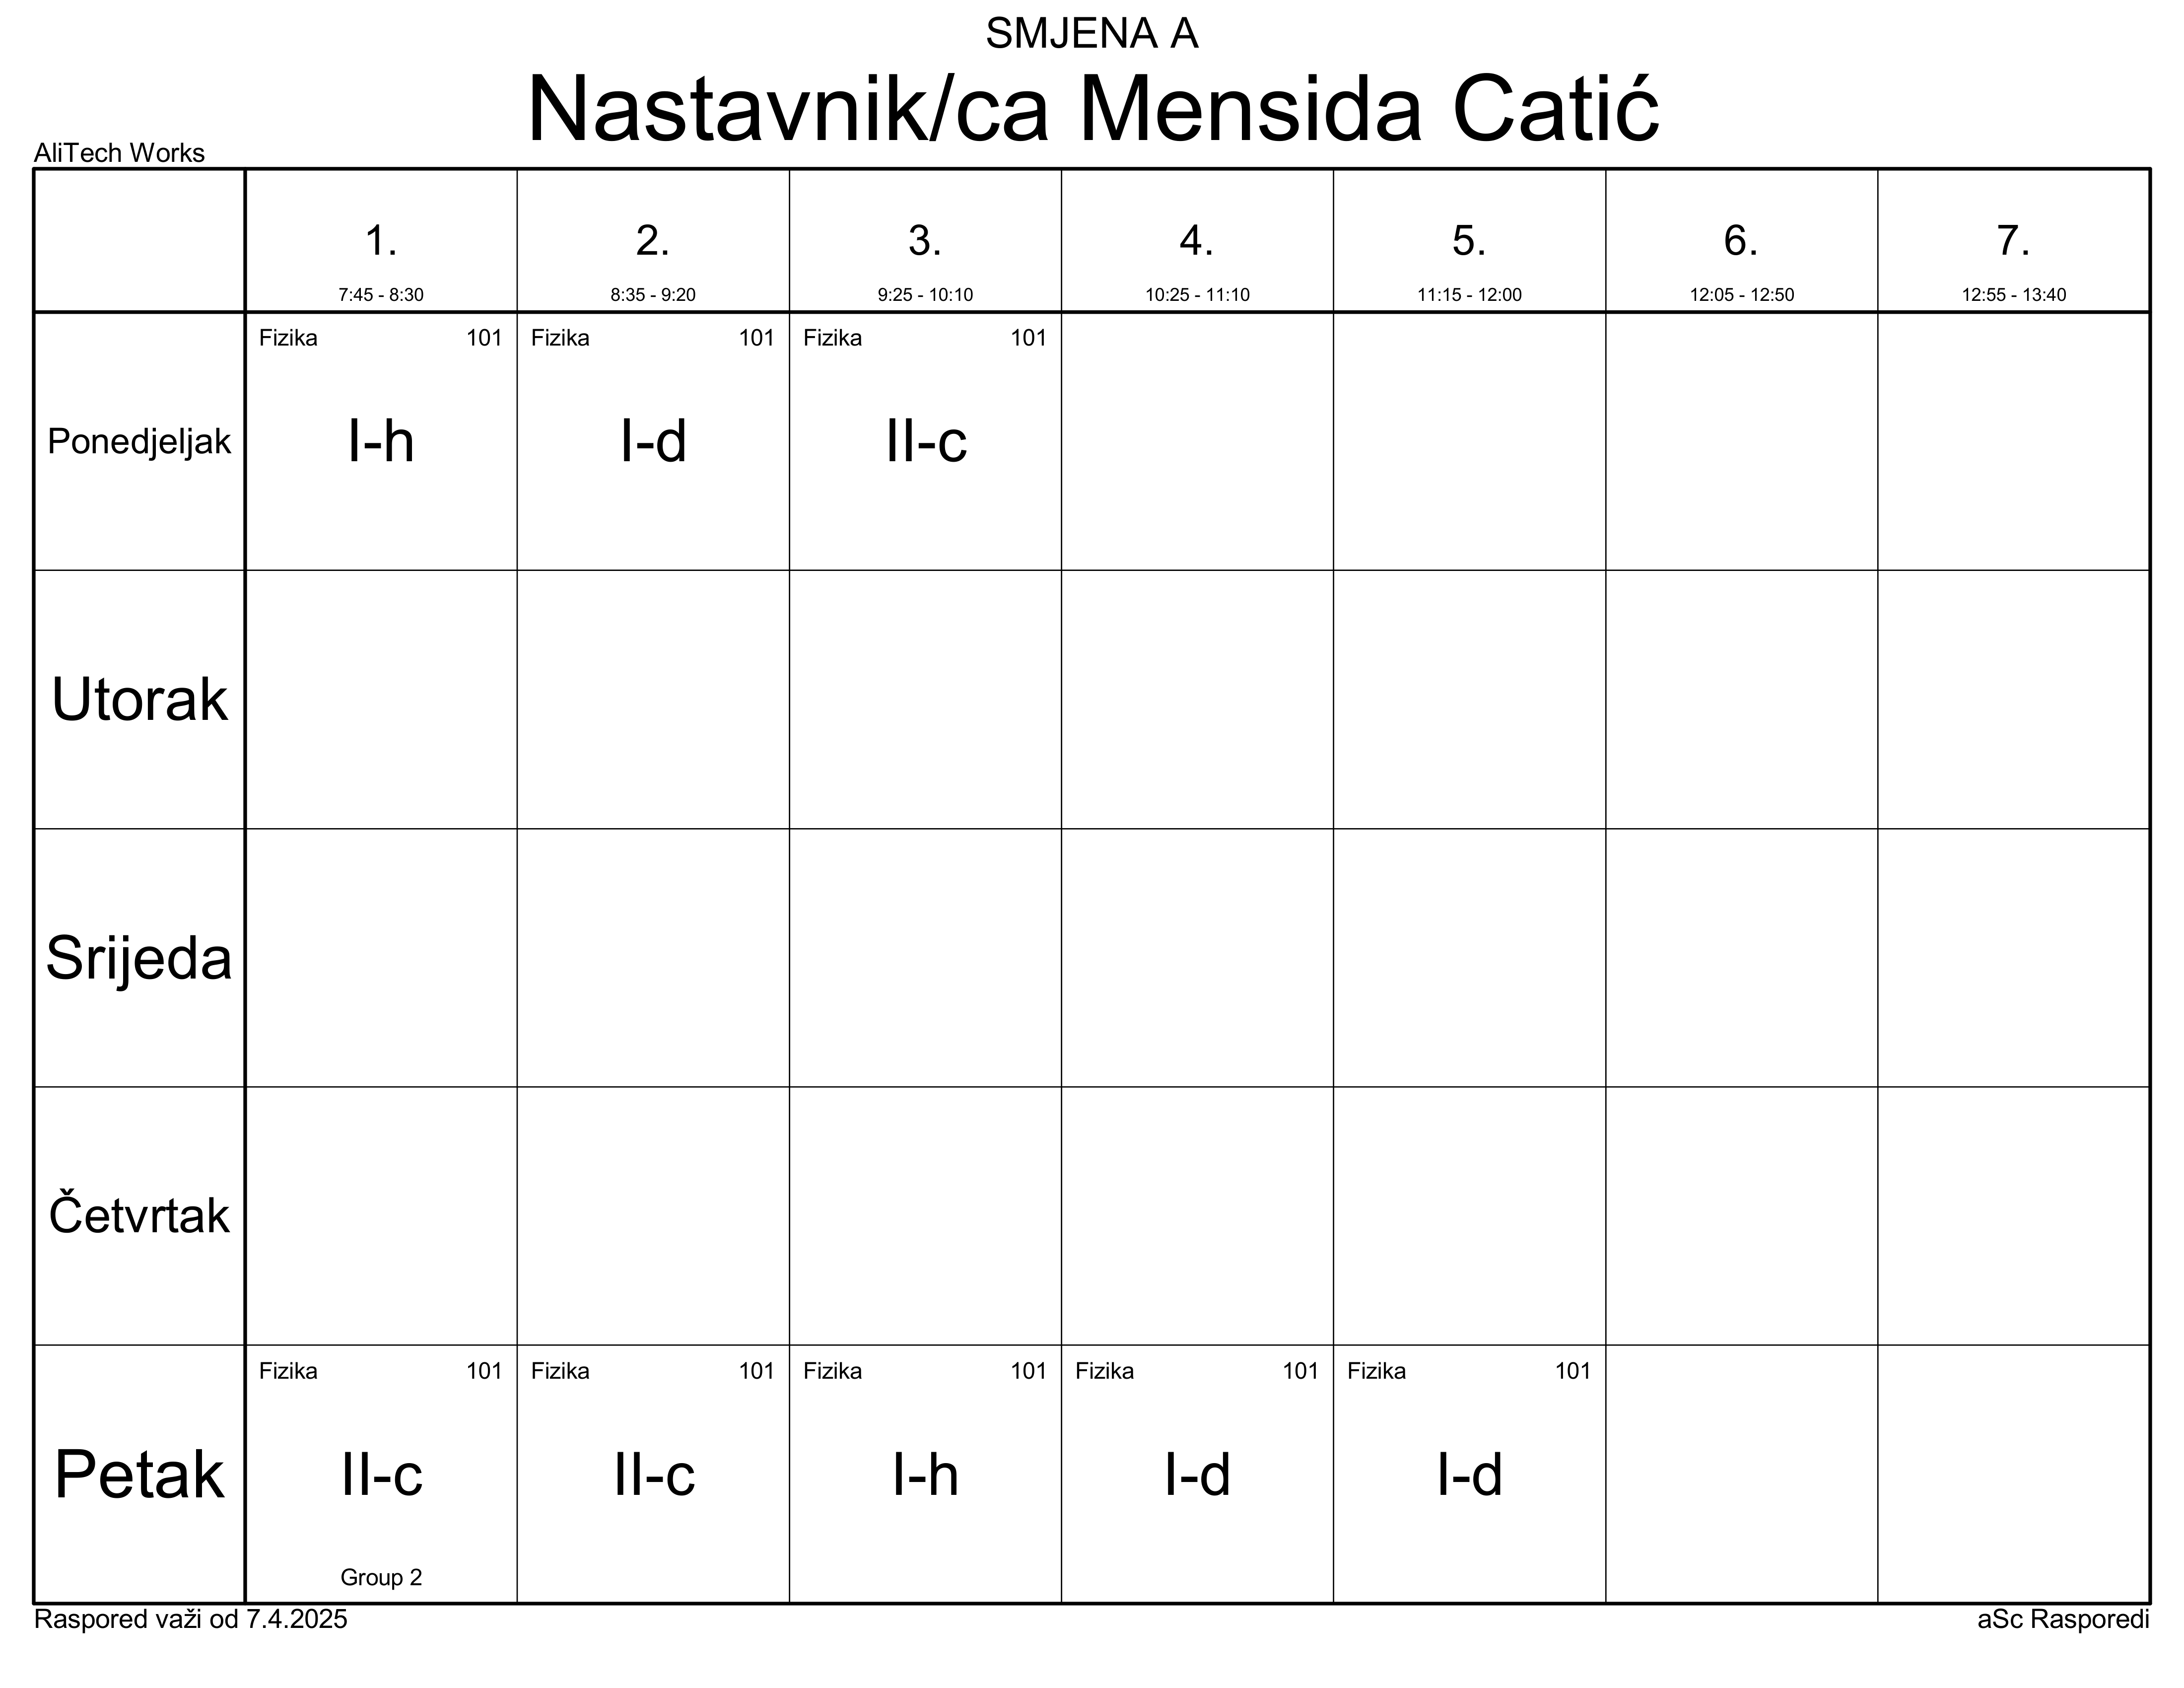 SMJENA A
Nastavnik/ca Mensida Catić
AliTech Works
1. 2. 3. 4. 5. 6. 7.
7:45 - 8:30 8:35 - 9:20 9:25 - 10:10 10:25 - 11:10 11:15 - 12:00 12:05 - 12:50 12:55 - 13:40
Fizika 101 Fizika 101 Fizika 101
Ponedjeljak I-h I-d II-c
Utorak
Srijeda
Četvrtak
Fizika 101 Fizika 101 Fizika 101 Fizika 101 Fizika 101
Petak II-c II-c I-h I-d I-d
Group 2
Raspored važi od 7.4.2025 aSc Rasporedi